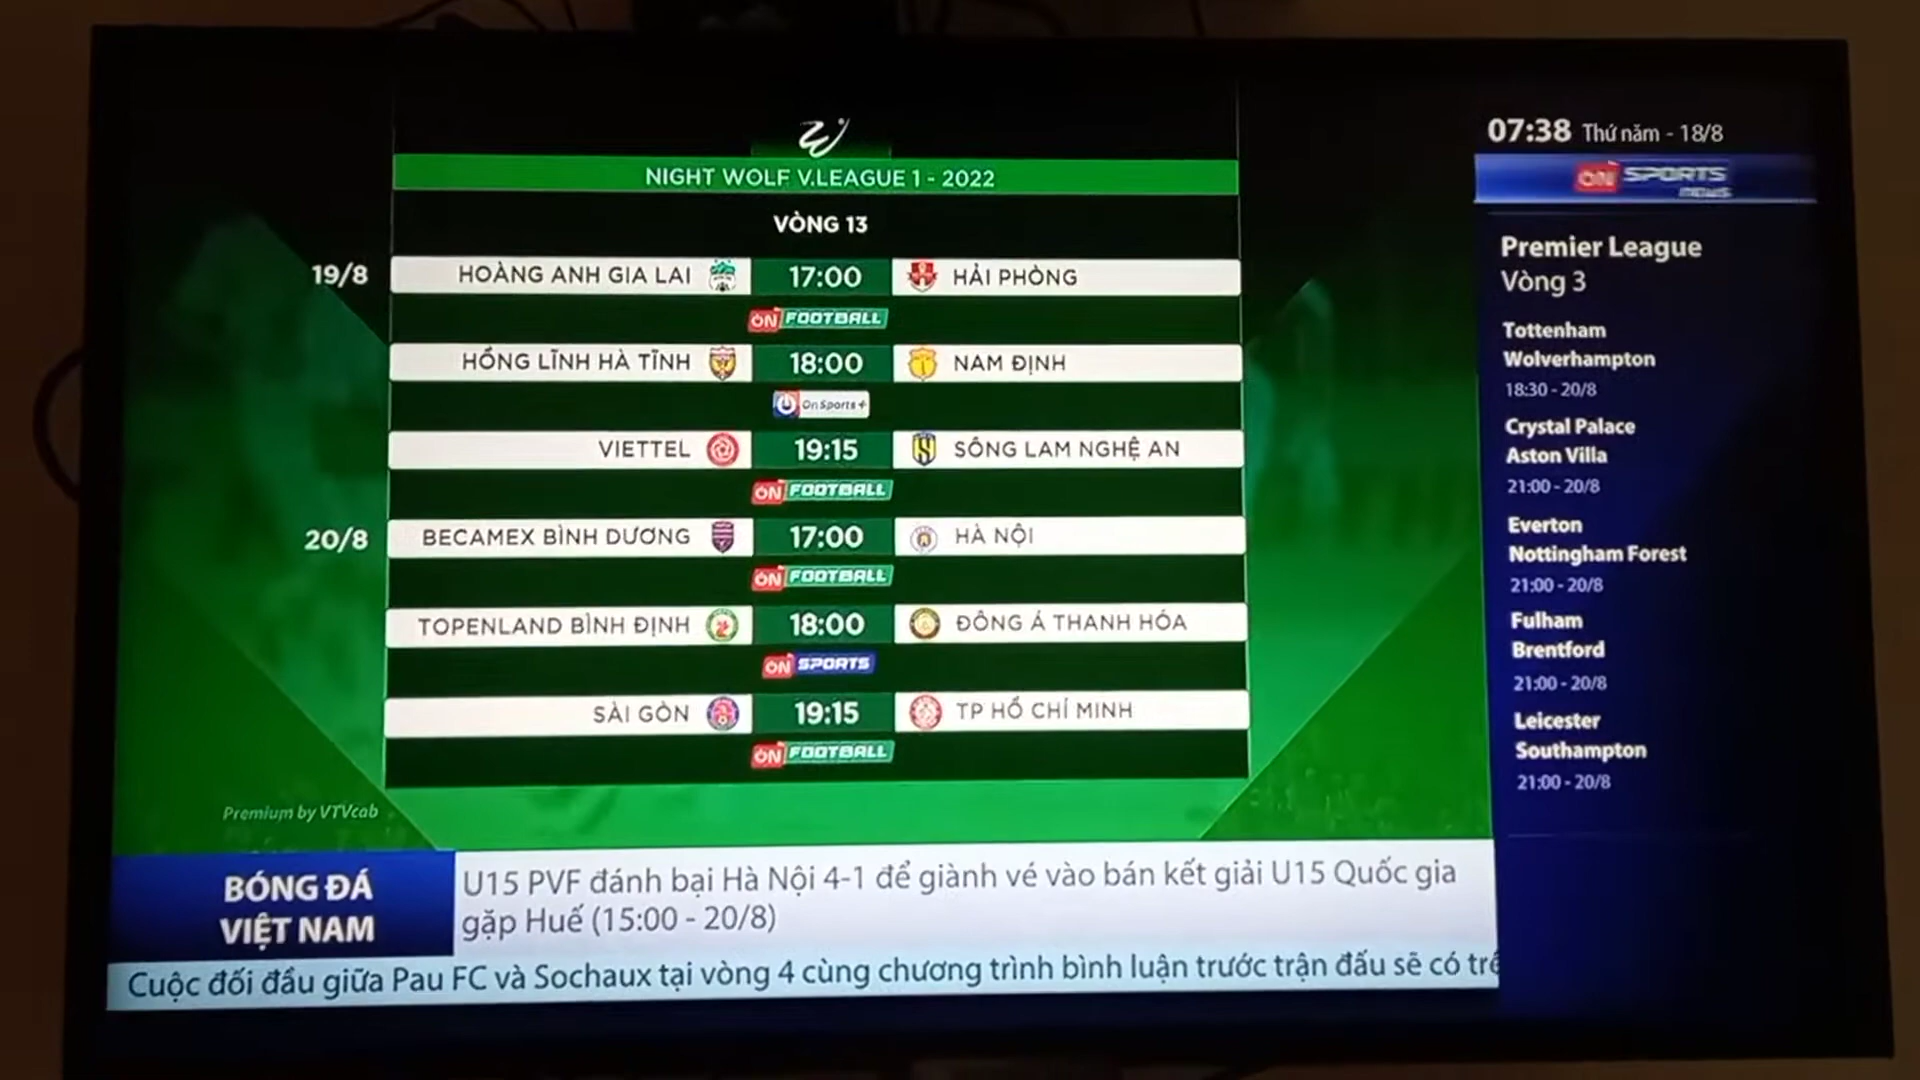 NIGHT WOLF V.LEAGUE 1 - 2022
VÒNG 13
19/8
HOÀNG ANH GIA LAI 17:00 HẢI PHÒNG
ON FOOTBALL
HỒNG LĨNH HÀ TĨNH 18:00 NAM ĐỊNH
On Sports+
VIETTEL 19:15 SÔNG LAM NGHỆ AN
ON FOOTBALL
20/8
BECAMEX BÌNH DƯƠNG 17:00 HÀ NỘI
ON FOOTBALL
TOPENLAND BÌNH ĐỊNH 18:00 ĐÔNG Á THANH HÓA
ON SPORTS
SÀI GÒN 19:15 TP HỒ CHÍ MINH
ON FOOTBALL
Premium by VTVcab
07:38 Thứ năm - 18/8
ON SPORTS
news
Premier League
Vòng 3
Tottenham
Wolverhampton
18:30 - 20/8
Crystal Palace
Aston Villa
21:00 - 20/8
Everton
Nottingham Forest
21:00 - 20/8
Fulham
Brentford
21:00 - 20/8
Leicester
Southampton
21:00 - 20/8
BÓNG ĐÁ
VIỆT NAM
U15 PVF đánh bại Hà Nội 4-1 để giành vé vào bán kết giải U15 Quốc gia
gặp Huế (15:00 - 20/8)
Cuộc đối đầu giữa Pau FC và Sochaux tại vòng 4 cùng chương trình bình luận trước trận đấu sẽ có